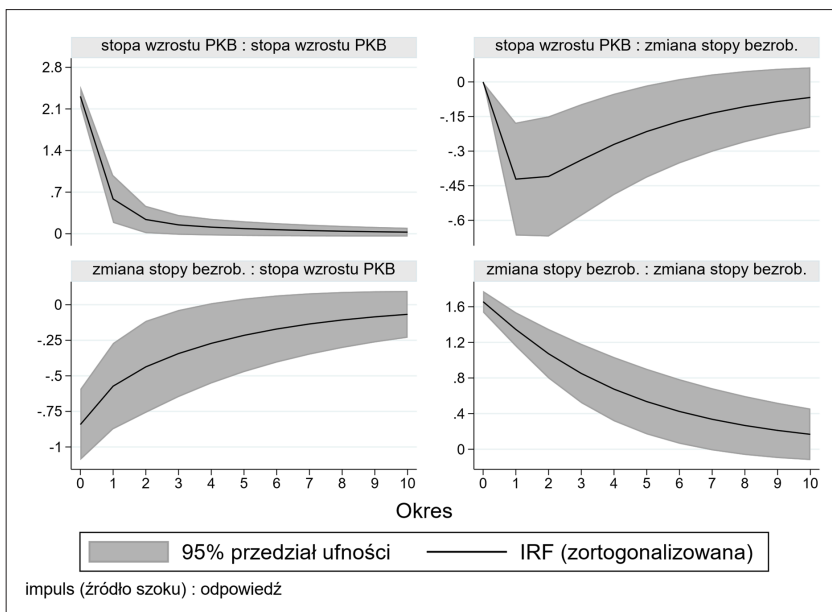 stopa wzrostu PKB : stopa wzrostu PKB
stopa wzrostu PKB : zmiana stopy bezrob.
2.8
2.1
1.4
.7
0
0
-.15
-.3
-.45
-.6
zmiana stopy bezrob. : stopa wzrostu PKB
zmiana stopy bezrob. : zmiana stopy bezrob.
0
-.25
-.5
-.75
-1
1.6
1.2
.8
.4
0
0 1 2 3 4 5 6 7 8 9 10
0 1 2 3 4 5 6 7 8 9 10
Okres
95% przedział ufności
IRF (zortogonalizowana)
impuls (źródło szoku) : odpowiedź